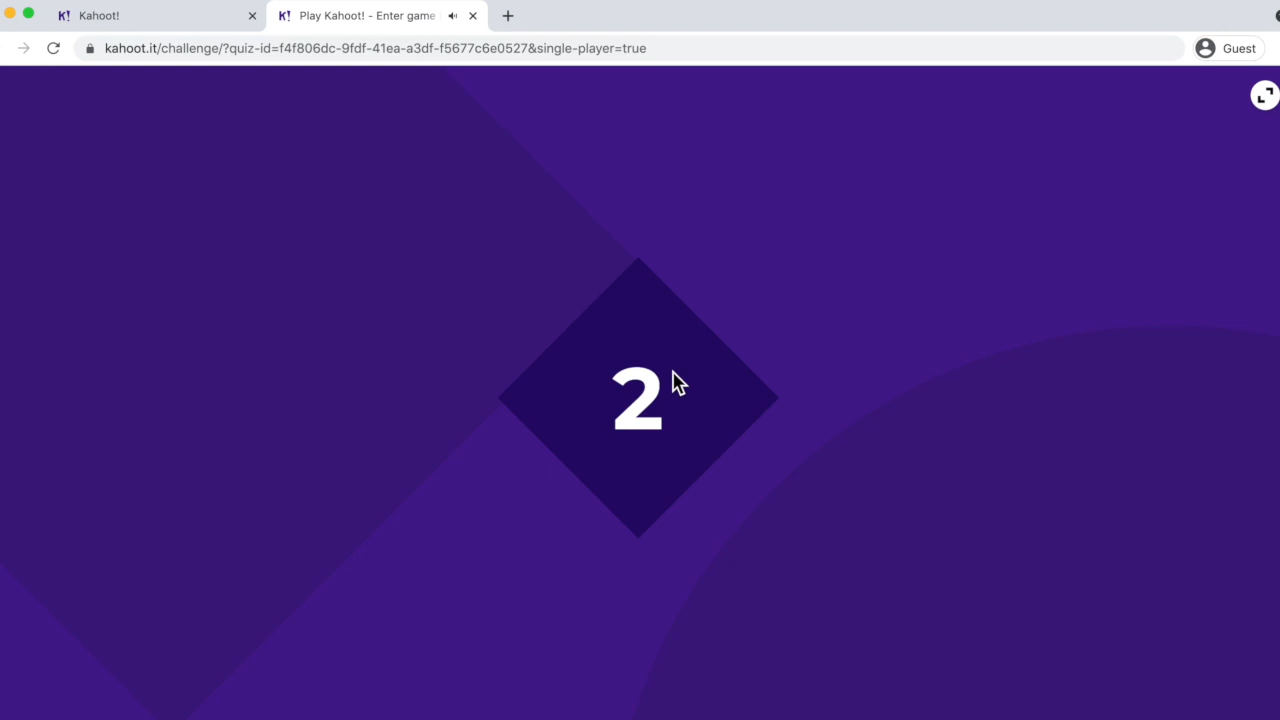 K! Kahoot!
K! Play Kahoot! - Enter game
kahoot.it/challenge/?quiz-id=f4f806dc-9fdf-41ea-a3df-f5677c6e0527&single-player=true
Guest
2